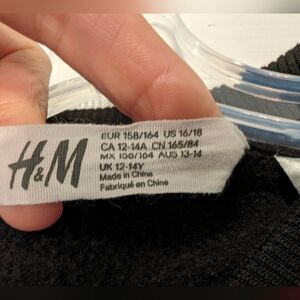 H&M
EUR 158/164 US 16/18
CA 12-14A CN 165/84
MX 158/164 AUS 13-14
UK 12-14Y
Made in China
Fabriqué en Chine